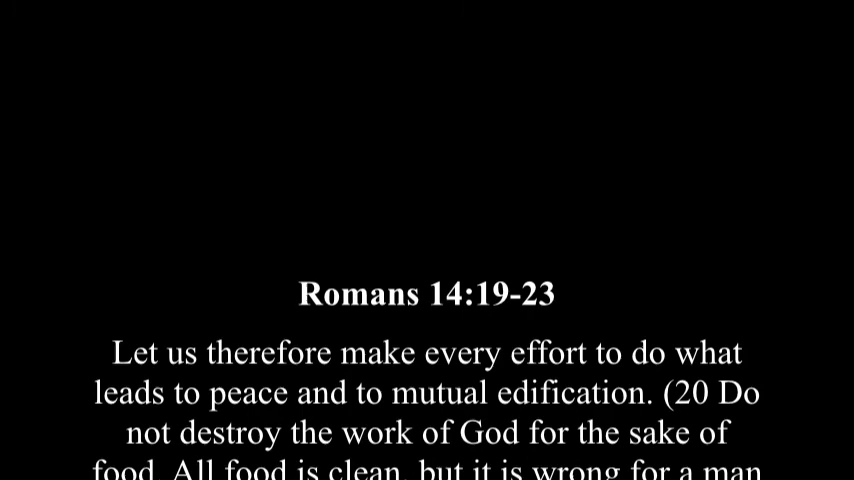 Romans 14:19-23
Let us therefore make every effort to do what
leads to peace and to mutual edification. (20 Do
not destroy the work of God for the sake of
food. All food is clean, but it is wrong for a man